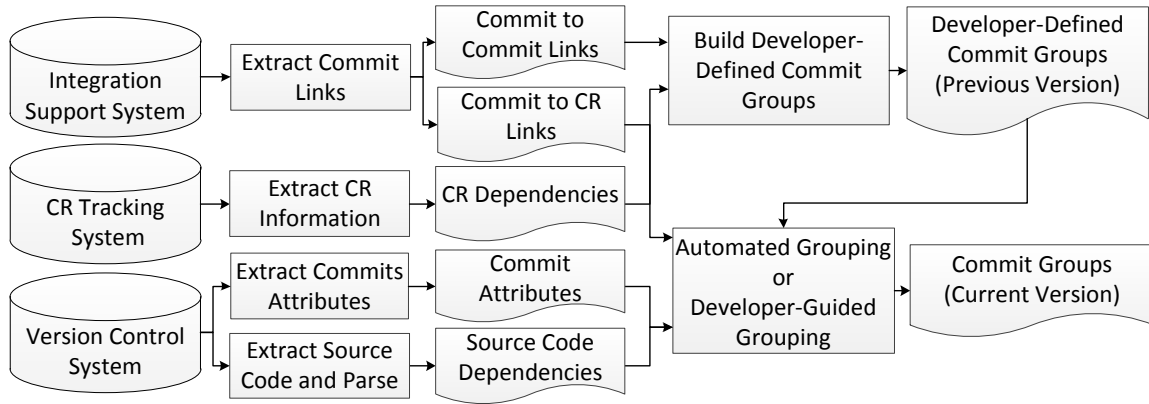 Integration
Support System
Extract Commit
Links
Commit to
Commit Links
Commit to CR
Links
Build Developer-
Defined Commit
Groups
Developer-Defined
Commit Groups
(Previous Version)
CR Tracking
System
Extract CR
Information
CR Dependencies
Version Control
System
Extract Commits
Attributes
Commit
Attributes
Extract Source
Code and Parse
Source Code
Dependencies
Automated Grouping
or
Developer-Guided
Grouping
Commit Groups
(Current Version)